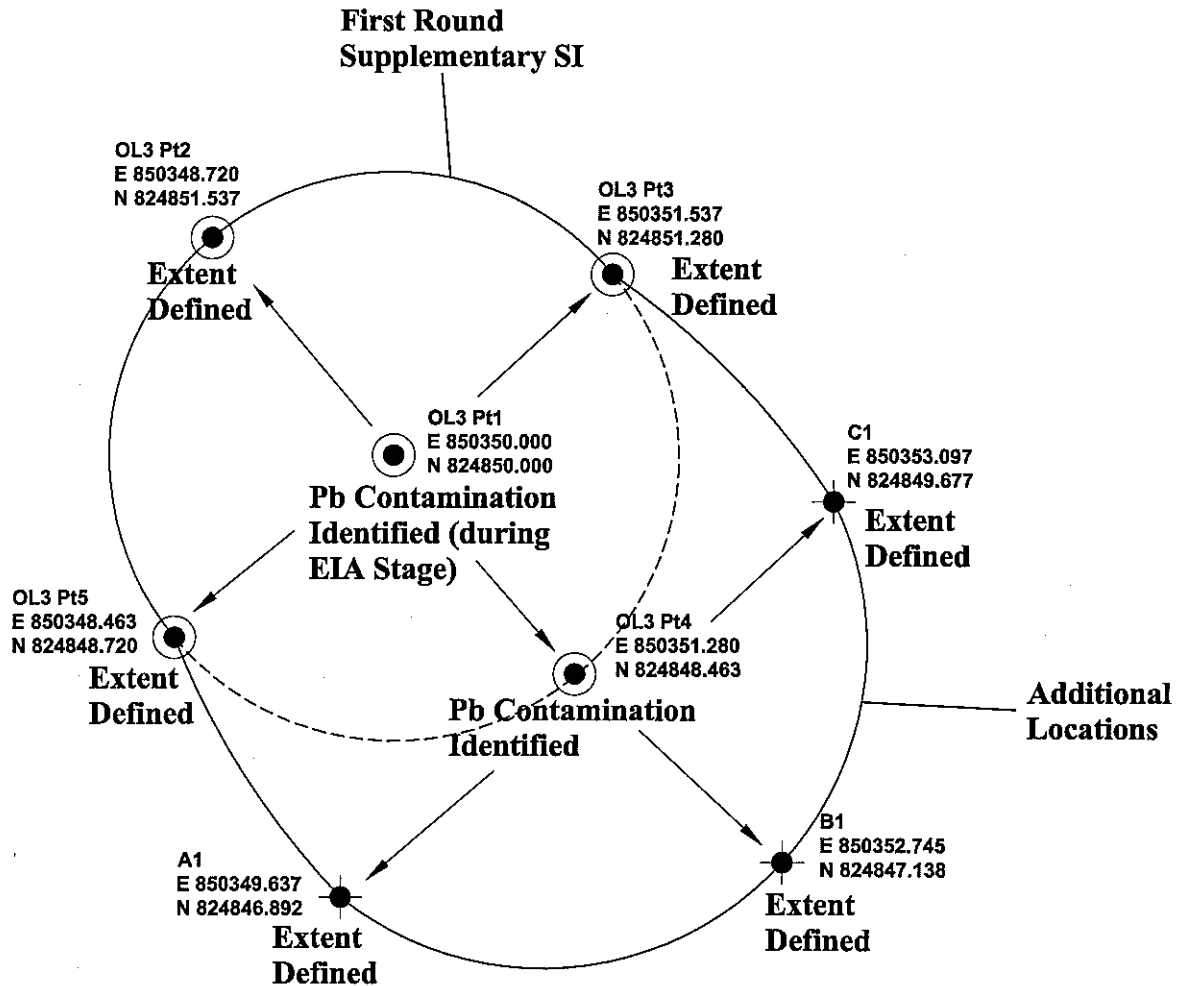 First Round
Supplementary SI
OL3 Pt2
E 850348.720
N 824851.537
Extent
Defined
OL3 Pt3
E 850351.537
N 824851.280
Extent
Defined
OL3 Pt1
E 850350.000
N 824850.000
Pb Contamination
Identified (during
EIA Stage)
C1
E 850353.097
N 824849.677
Extent
Defined
OL3 Pt5
E 850348.463
N 824848.720
Extent
Defined
OL3 Pt4
E 850351.280
N 824848.463
Pb Contamination
Identified
Additional
Locations
A1
E 850349.637
N 824846.892
Extent
Defined
B1
E 850352.745
N 824847.138
Extent
Defined